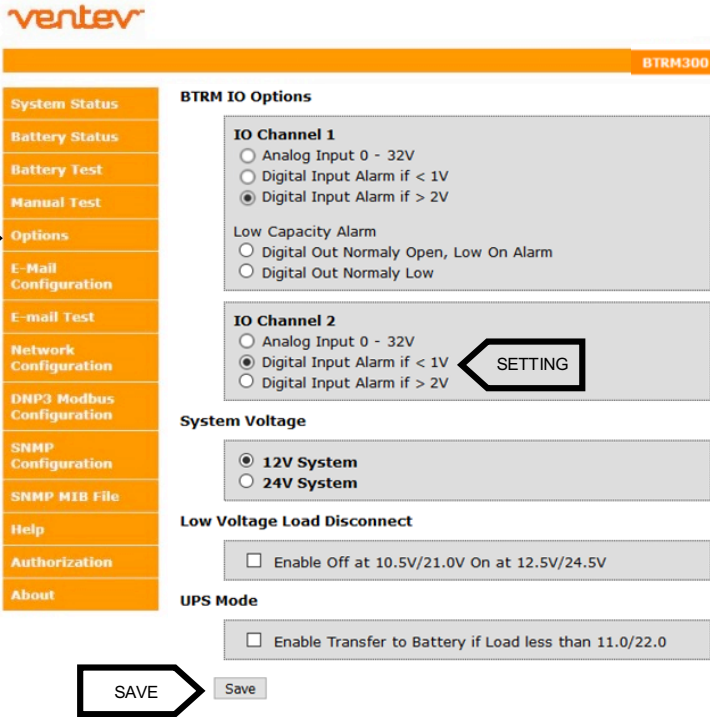 ventev
BTRM300
System Status
Battery Status
Battery Test
Manual Test
Options
E-Mail
Configuration
E-mail Test
Network
Configuration
DNP3 Modbus
Configuration
SNMP
Configuration
SNMP MIB File
Help
Authorization
About
BTRM IO Options
IO Channel 1
Analog Input 0 - 32V
Digital Input Alarm if < 1V
Digital Input Alarm if > 2V
Low Capacity Alarm
Digital Out Normaly Open, Low On Alarm
Digital Out Normaly Low
IO Channel 2
Analog Input 0 - 32V
Digital Input Alarm if < 1V
SETTING
Digital Input Alarm if > 2V
System Voltage
12V System
24V System
Low Voltage Load Disconnect
Enable Off at 10.5V/21.0V On at 12.5V/24.5V
UPS Mode
Enable Transfer to Battery if Load less than 11.0/22.0
SAVE
Save